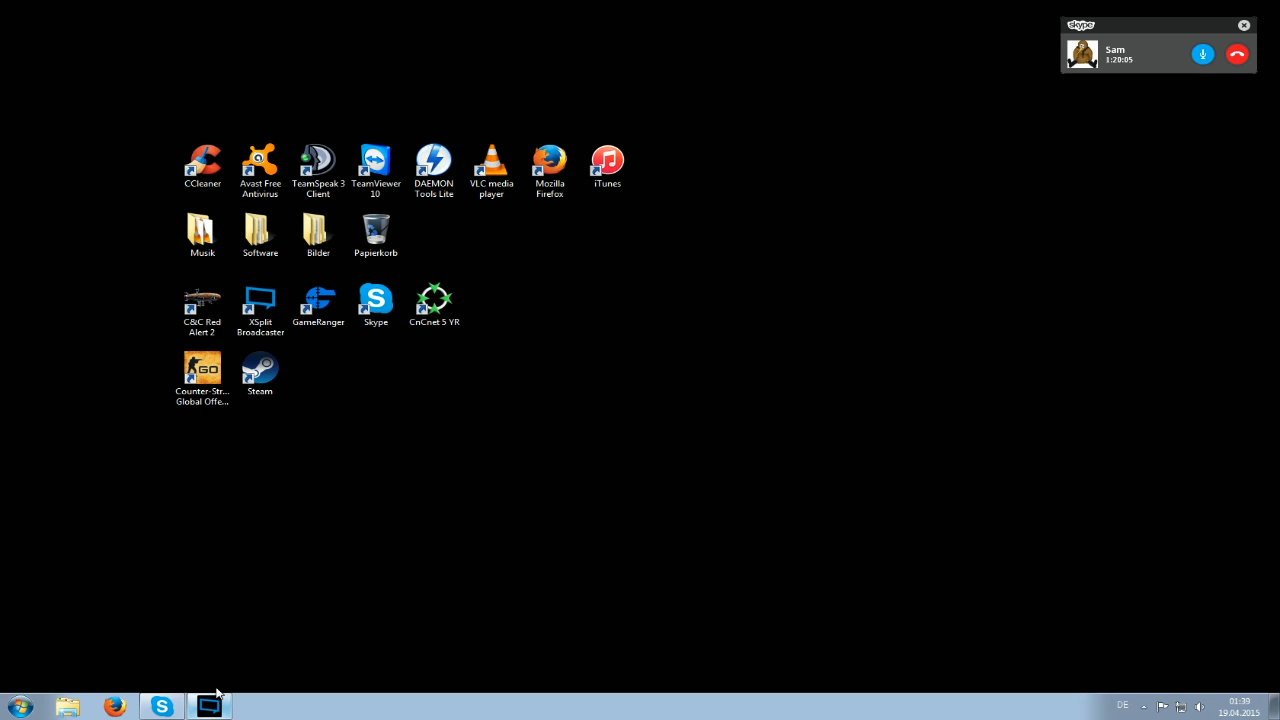 skype
Sam
1:20:05
CCleaner
Avast Free
Antivirus
TeamSpeak 3
Client
TeamViewer
10
DAEMON
Tools Lite
VLC media
player
Mozilla
Firefox
iTunes
Musik
Software
Bilder
Papierkorb
C&C Red
Alert 2
XSplit
Broadcaster
GameRanger
Skype
CnCnet 5 YR
GO
Counter-Str...
Global Offe...
Steam
DE
01:39
19.04.2015